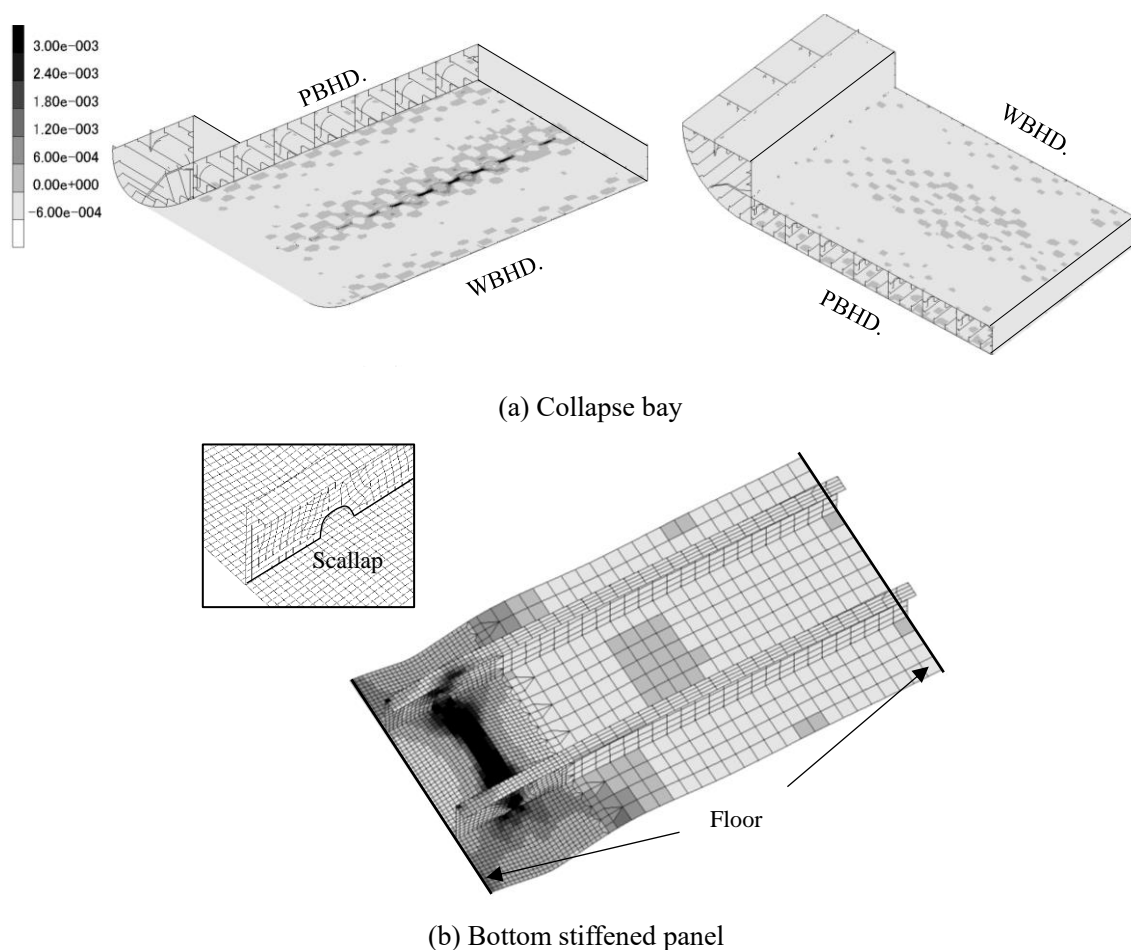 3.00e-003
2.40e-003
1.80e-003
1.20e-003
6.00e-004
0.00e+000
-6.00e-004
PBHD.
WBHD.
WBHD.
PBHD.
(a) Collapse bay
Scallap
Floor
(b) Bottom stiffened panel